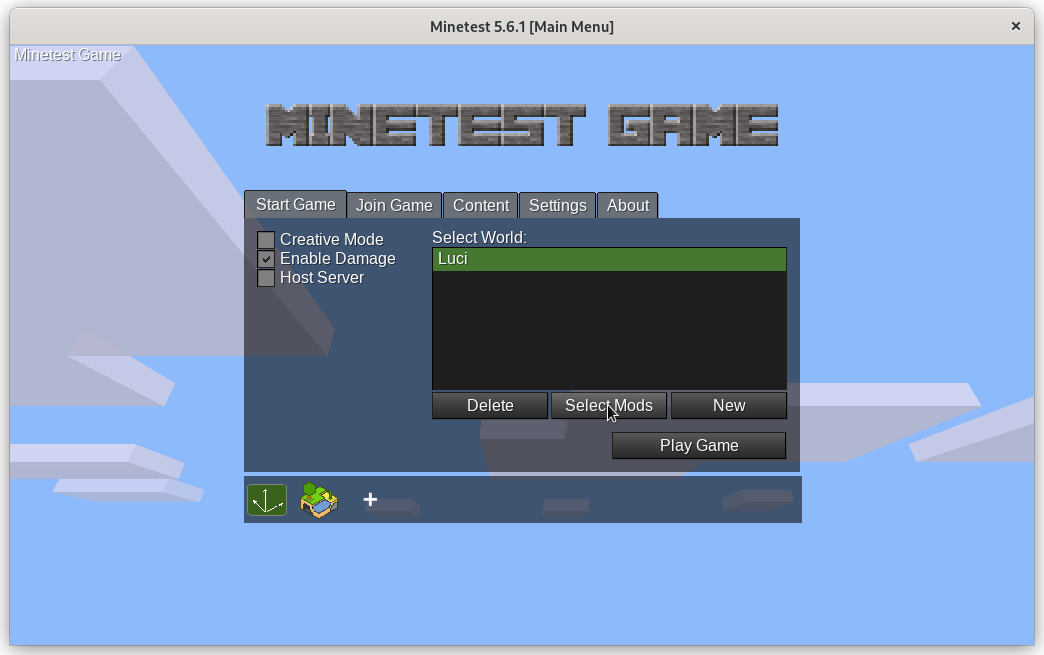 Minetest 5.6.1 [Main Menu]
Minetest Game
MINETEST GAME
Start Game Join Game Content Settings About
Creative Mode
Enable Damage
Host Server
Select World:
Luci
Delete Select Mods New
Play Game